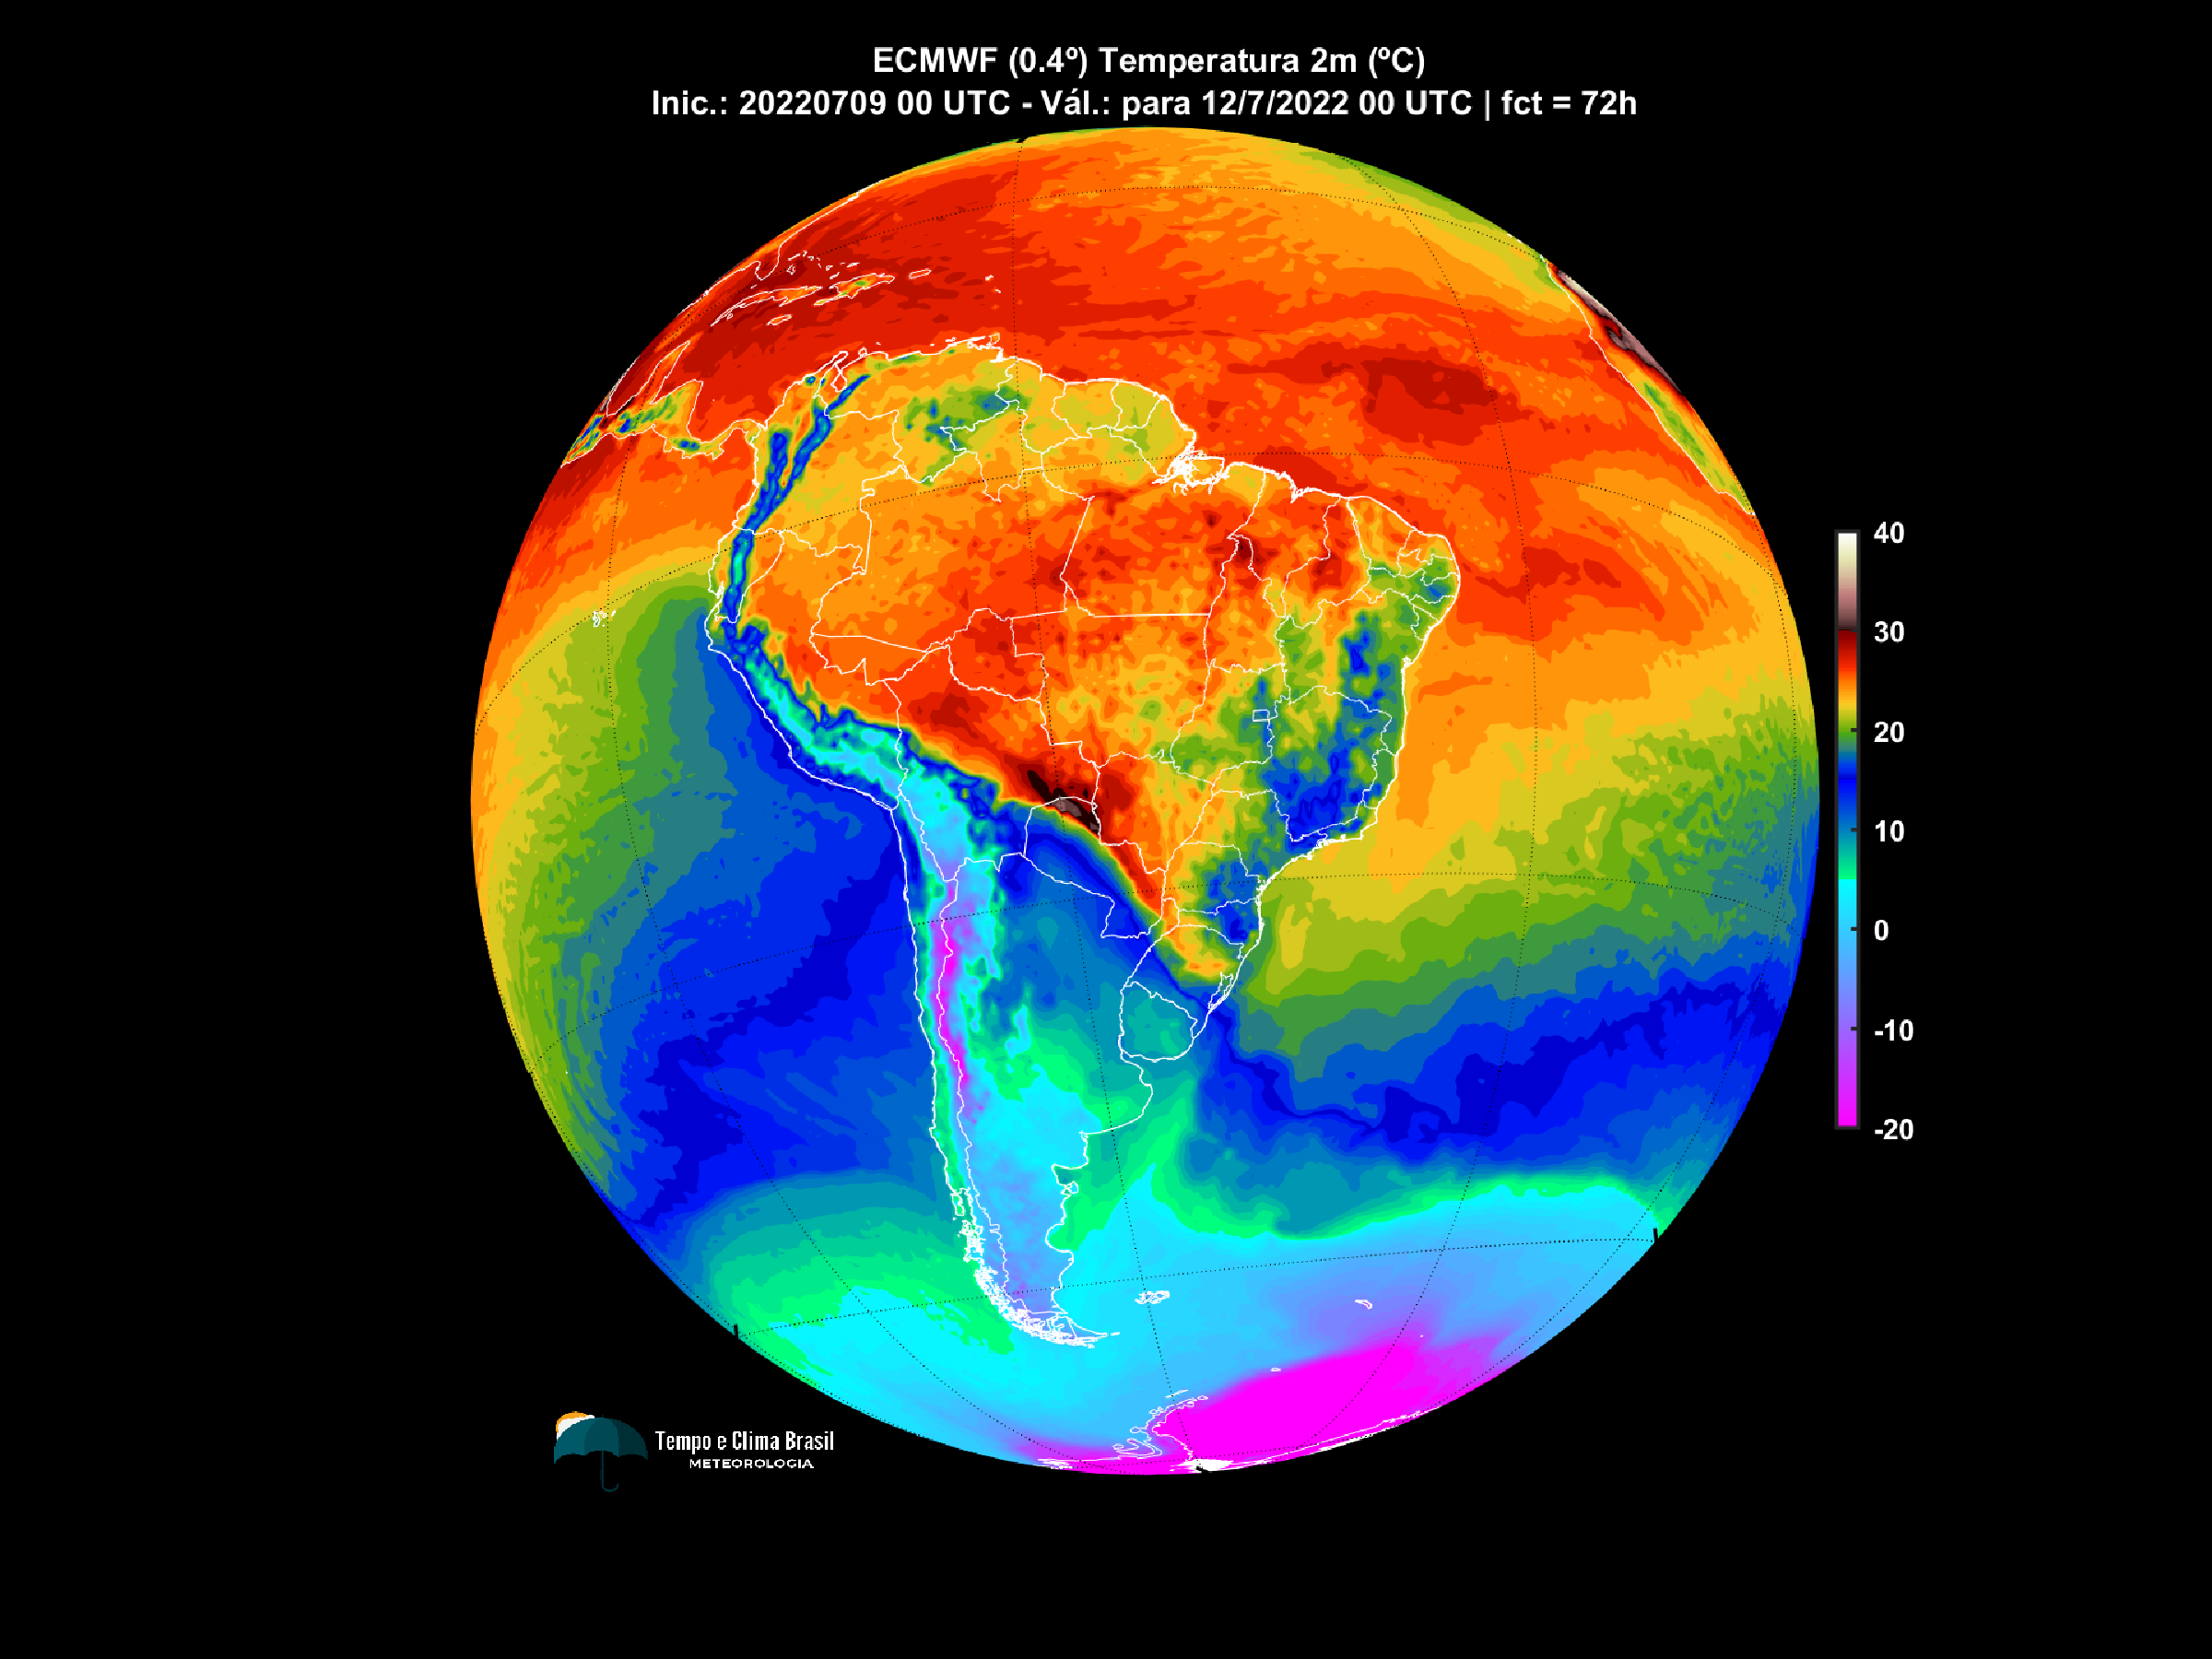 ECMWF (0.4º) Temperatura 2m (ºC)
Inic.: 20220709 00 UTC - Vál.: para 12/7/2022 00 UTC | fct = 72h
40
30
20
10
0
-10
-20
Tempo e Clima Brasil
METEOROLOGIA